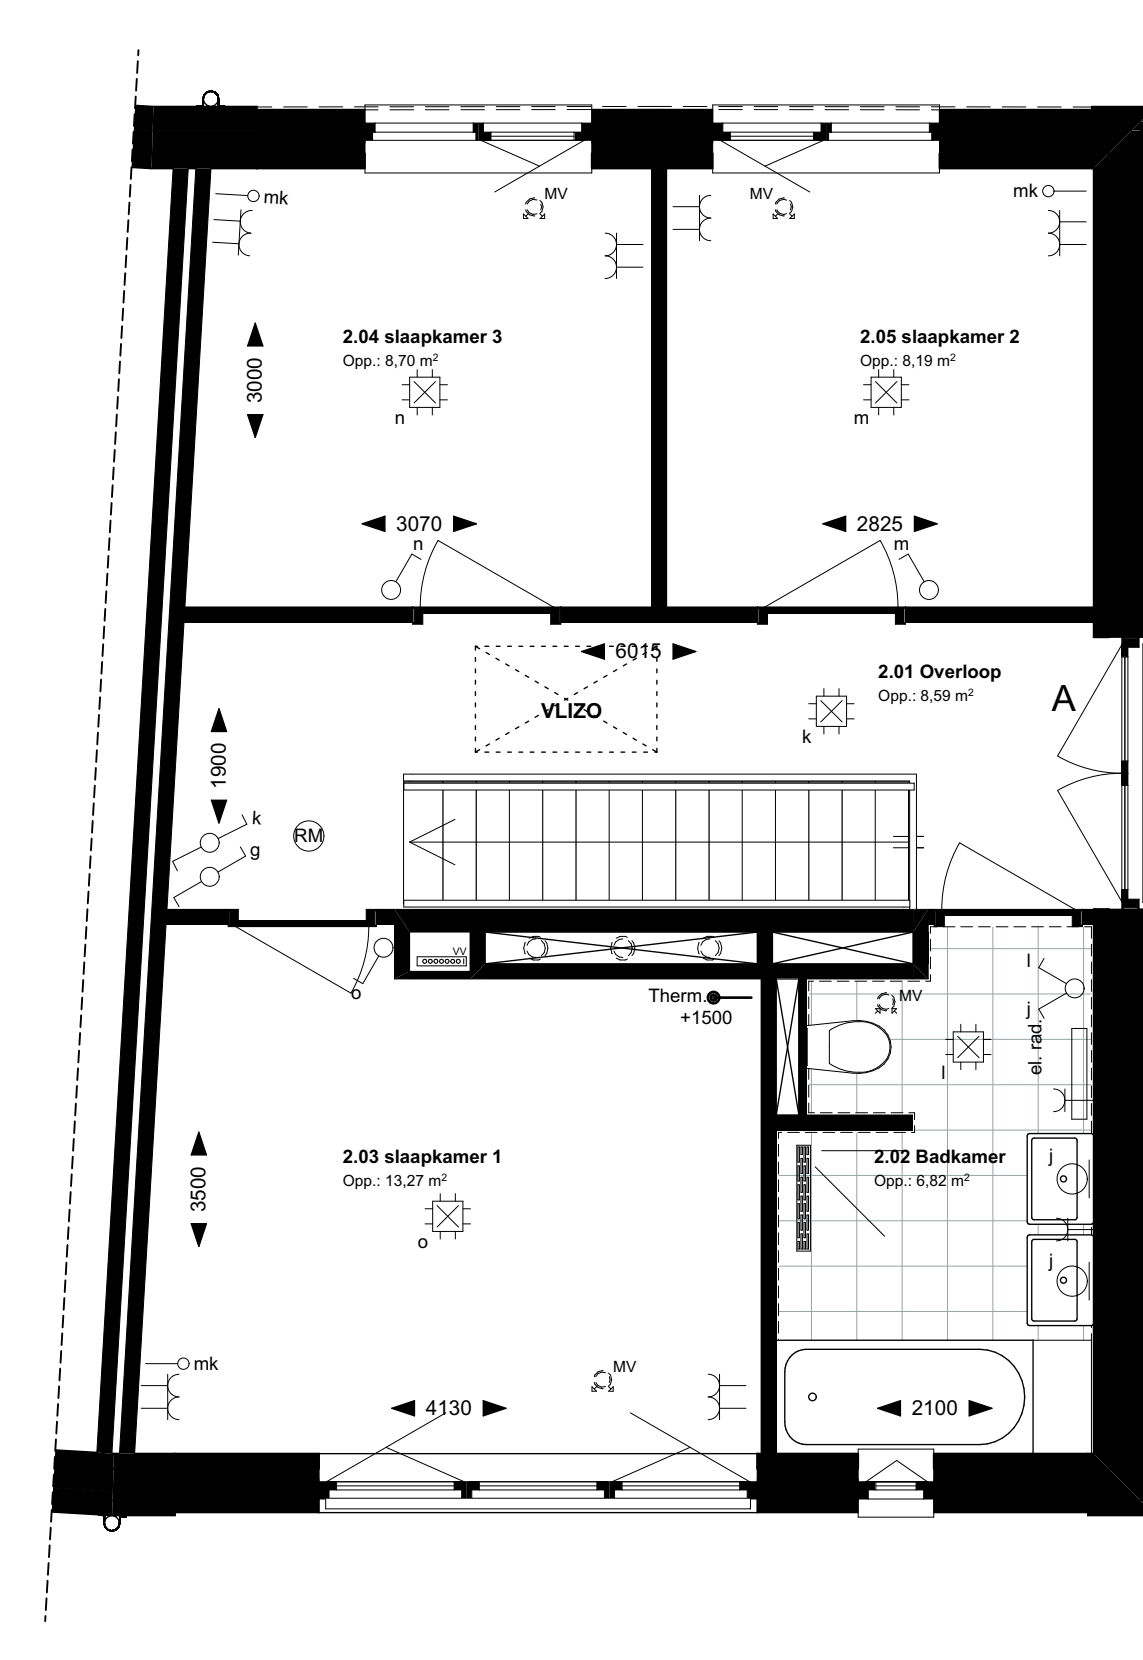 MV
MV
mk
mk
2.04 slaapkamer 3
Opp.: 8,70 m²
2.05 slaapkamer 2
Opp.: 8,19 m²
3000
n
m
3070
n
2825
m
6015
2.01 Overloop
Opp.: 8,59 m²
A
VLIZO
k
1900
k
g
RM
VV
o
Therm.
+1500
MV
l
j
el. rad.
l
2.03 slaapkamer 1
Opp.: 13,27 m²
2.02 Badkamer
Opp.: 6,82 m²
j
3500
o
j
mk
MV
4130
2100